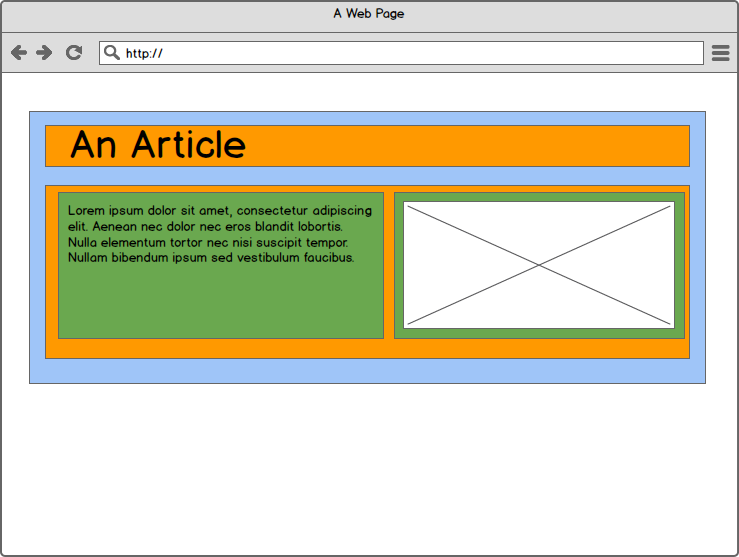 A Web Page
http://
An Article
Lorem ipsum dolor sit amet, consectetur adipiscing
elit. Aenean nec dolor nec eros blandit lobortis.
Nulla elementum tortor nec nisi suscipit tempor.
Nullam bibendum ipsum sed vestibulum faucibus.